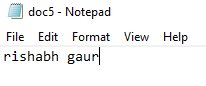 doc5 - Notepad
File Edit Format View Help
rishabh gaur